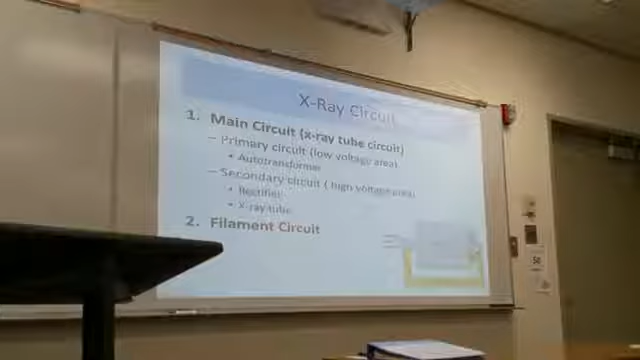 X-Ray Circuit
1. Main Circuit (x-ray tube circuit)
– Primary circuit (low voltage area)
• Autotransformer
– Secondary circuit ( high voltage area)
• Rectifier
• X-ray tube
2. Filament Circuit
50